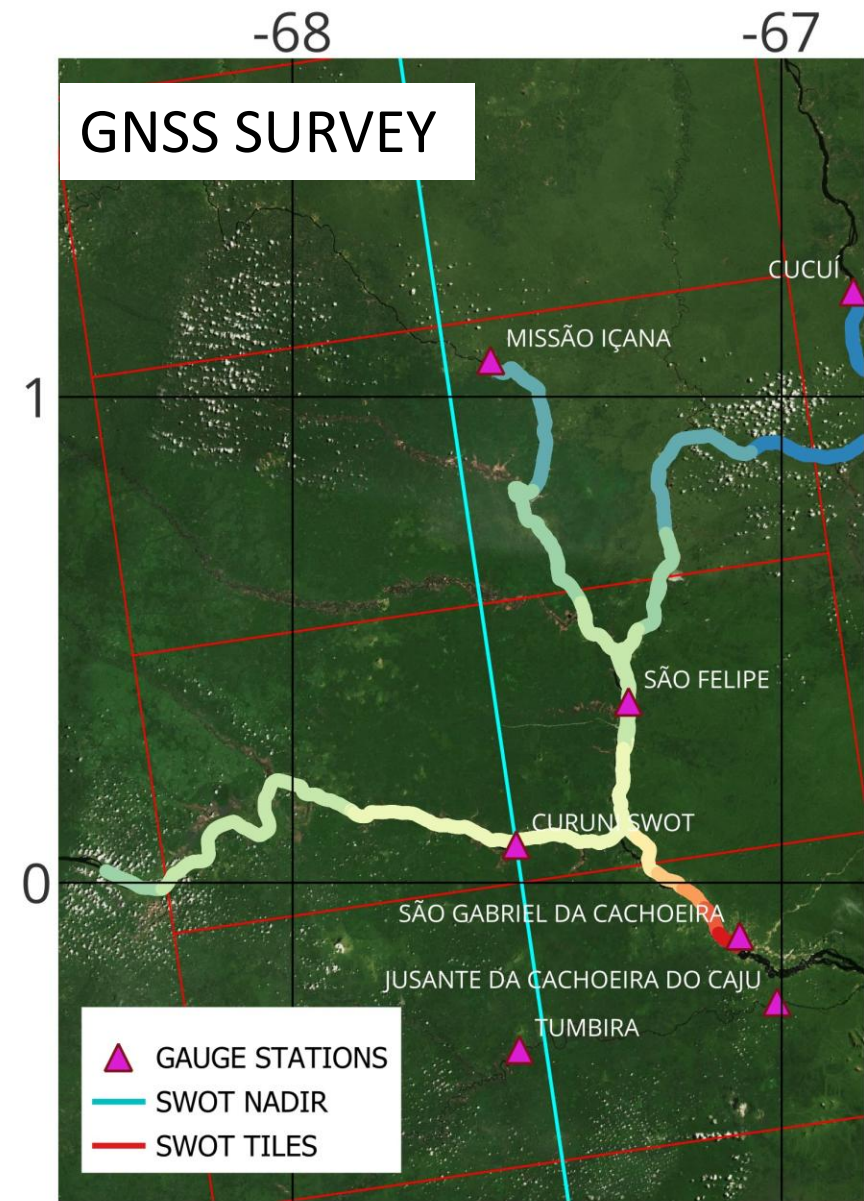 -68
-67
GNSS SURVEY
CUCUÍ
MISSÃO IÇANA
1
SÃO FELIPE
CURUNI SWOT
0
SÃO GABRIEL DA CACHOEIRA
JUSANTE DA CACHOEIRA DO CAJU
TUMBIRA
GAUGE STATIONS
SWOT NADIR
SWOT TILES